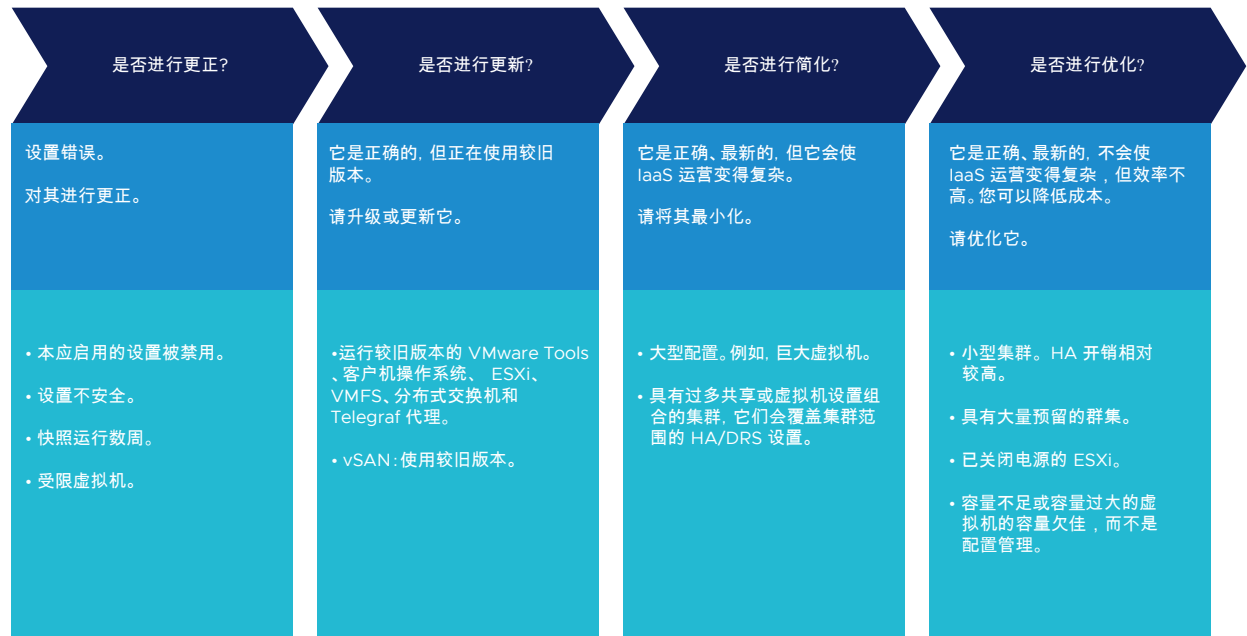 是否进行更正?
设置错误。
对其进行更正。
• 本应启用的设置被禁用。
• 设置不安全。
• 快照运行数周。
• 受限虚拟机。
是否进行更新?
它是正确的, 但正在使用较旧
版本。
请升级或更新它。
•运行较旧版本的 VMware Tools
、客户机操作系统、 ESXi、
VMFS、分布式交换机和
Telegraf 代理。
• vSAN:使用较旧版本。
是否进行简化?
它是正确、最新的, 但它会使
IaaS 运营变得复杂。
请将其最小化。
• 大型配置。例如, 巨大虚拟机。
• 具有过多共享或虚拟机设置组
合的集群, 它们会覆盖集群范
围的 HA/DRS 设置。
是否进行优化?
它是正确、最新的, 不会使
IaaS 运营变得复杂 , 但效率不
高。您可以降低成本。
请优化它。
• 小型集群。HA 开销相对
较高。
• 具有大量预留的群集。
• 已关闭电源的 ESXi。
• 容量不足或容量过大的虚
拟机的容量欠佳 , 而不是
配置管理。